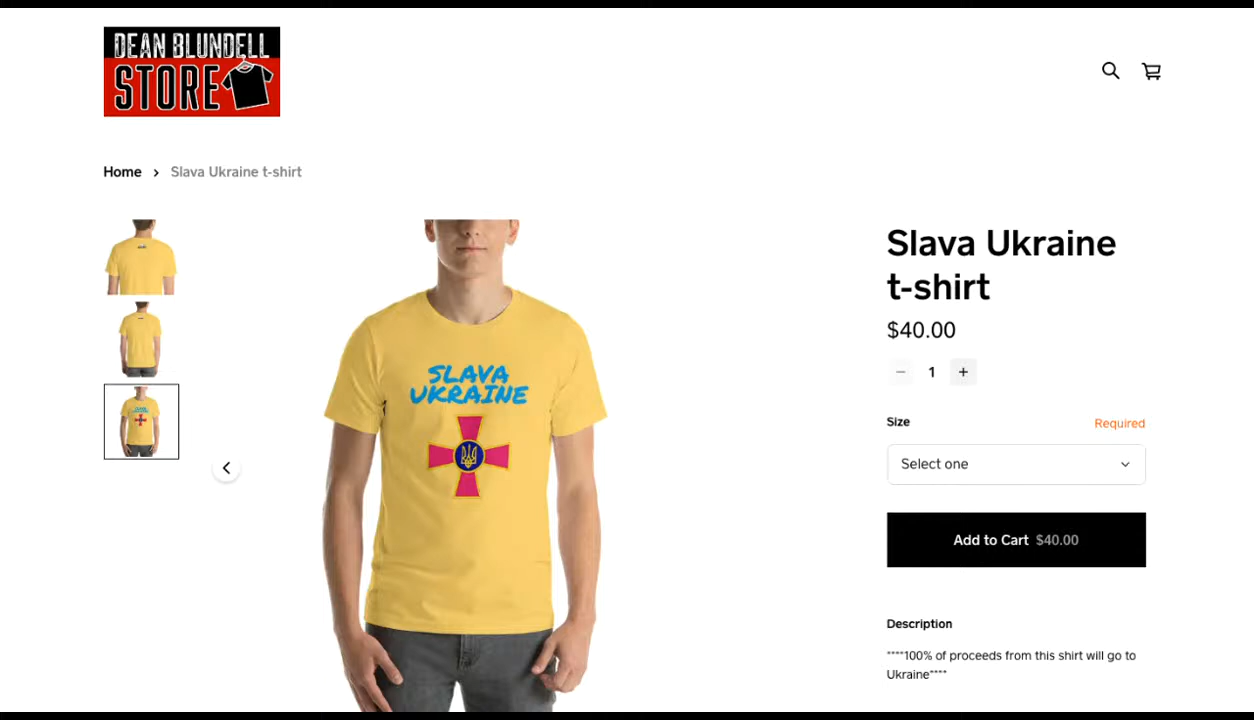 DEAN BLUNDELL
STORE
Home > Slava Ukraine t-shirt
Slava Ukraine
t-shirt
$40.00
− 1 +
Size Required
Select one
Add to Cart $40.00
Description
****100% of proceeds from this shirt will go to
Ukraine****
SLAVA
UKRAINE